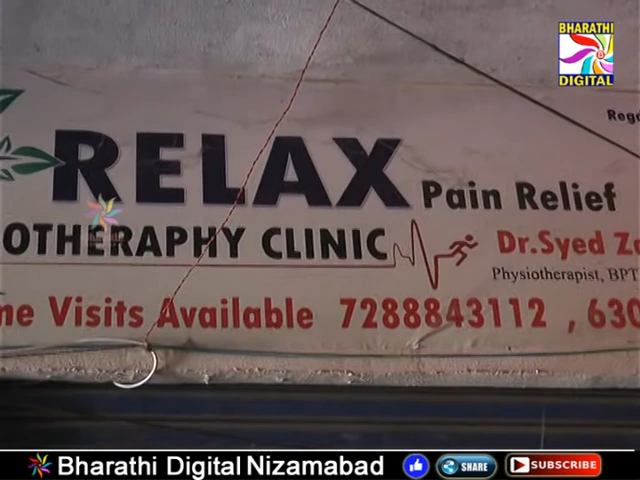 BHARATHI
DIGITAL
RELAX Pain Relief
OTHERAPHY CLINIC
Dr.Syed
Physiotherapist, BPT
Visits Available 7288843112 , 630
Bharathi Digital Nizamabad
SHARE
SUBSCRIBE